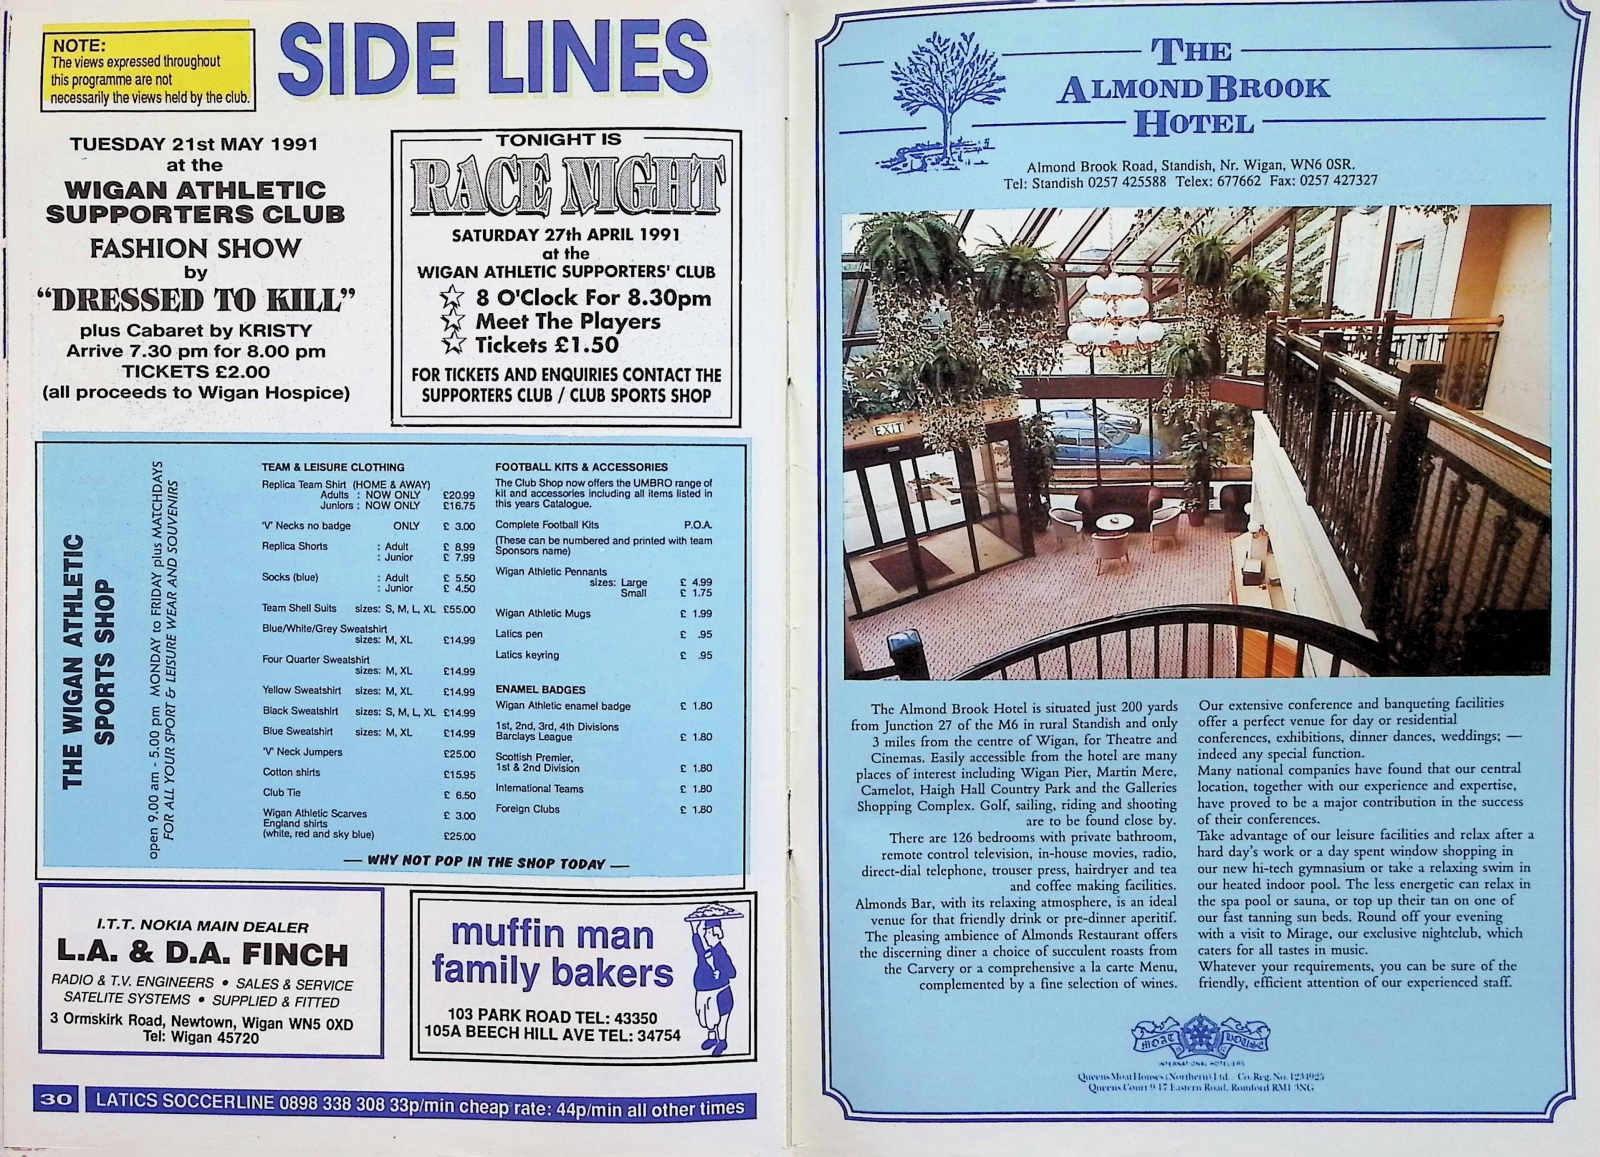 NOTE:
The views expressed throughout
this programme are not
necessarily the views held by the club.
SIDE LINES
TUESDAY 21st MAY 1991
at the
WIGAN ATHLETIC
SUPPORTERS CLUB
FASHION SHOW
by
“DRESSED TO KILL”
plus Cabaret by KRISTY
Arrive 7.30 pm for 8.00 pm
TICKETS £2.00
(all proceeds to Wigan Hospice)
TONIGHT IS
RACE NIGHT
SATURDAY 27th APRIL 1991
at the
WIGAN ATHLETIC SUPPORTERS' CLUB
☆ 8 O'Clock For 8.30pm
☆ Meet The Players
☆ Tickets £1.50
FOR TICKETS AND ENQUIRIES CONTACT THE
SUPPORTERS CLUB / CLUB SPORTS SHOP
THE WIGAN ATHLETIC
SPORTS SHOP
open 9.00 am - 5.00 pm MONDAY to FRIDAY plus MATCHDAYS
FOR ALL YOUR SPORT & LEISURE WEAR AND SOUVENIRS
TEAM & LEISURE CLOTHING
Replica Team Shirt (HOME & AWAY)
Adults : NOW ONLY £20.99
Juniors : NOW ONLY £16.75
'V' Necks no badge ONLY £ 3.00
Replica Shorts : Adult £ 8.99
: Junior £ 7.99
Socks (blue) : Adult £ 5.50
: Junior £ 4.50
Team Shell Suits sizes: S, M, L, XL £55.00
Blue/White/Grey Sweatshirt
sizes: M, XL £14.99
Four Quarter Sweatshirt
sizes: M, XL £14.99
Yellow Sweatshirt sizes: M, XL £14.99
Black Sweatshirt sizes: S, M, L, XL £14.99
Blue Sweatshirt sizes: M, XL £14.99
'V' Neck Jumpers £25.00
Cotton shirts £15.95
Club Tie £ 6.50
Wigan Athletic Scarves £ 3.00
England shirts
(white, red and sky blue) £25.00
FOOTBALL KITS & ACCESSORIES
The Club Shop now offers the UMBRO range of
kit and accessories including all items listed in
this years Catalogue.
Complete Football Kits P.O.A.
(These can be numbered and printed with team
Sponsors name)
Wigan Athletic Pennants
sizes: Large £ 4.99
Small £ 1.75
Wigan Athletic Mugs £ 1.99
Latics pen £ .95
Latics keyring £ .95
ENAMEL BADGES
Wigan Athletic enamel badge £ 1.80
1st, 2nd, 3rd, 4th Divisions
Barclays League £ 1.80
Scottish Premier,
1st & 2nd Division £ 1.80
International Teams £ 1.80
Foreign Clubs £ 1.80
— WHY NOT POP IN THE SHOP TODAY —
I.T.T. NOKIA MAIN DEALER
L.A. & D.A. FINCH
RADIO & T.V. ENGINEERS • SALES & SERVICE
SATELITE SYSTEMS • SUPPLIED & FITTED
3 Ormskirk Road, Newtown, Wigan WN5 0XD
Tel: Wigan 45720
muffin man
family bakers
103 PARK ROAD TEL: 43350
105A BEECH HILL AVE TEL: 34754
30 LATICS SOCCERLINE 0898 338 308 33p/min cheap rate: 44p/min all other times
THE
ALMOND BROOK
HOTEL
Almond Brook Road, Standish, Nr. Wigan, WN6 0SR.
Tel: Standish 0257 425588 Telex: 677662 Fax: 0257 427327
EXIT
The Almond Brook Hotel is situated just 200 yards
from Junction 27 of the M6 in rural Standish and only
3 miles from the centre of Wigan, for Theatre and
Cinemas. Easily accessible from the hotel are many
places of interest including Wigan Pier, Martin Mere,
Camelot, Haigh Hall Country Park and the Galleries
Shopping Complex. Golf, sailing, riding and shooting
are to be found close by.
There are 126 bedrooms with private bathroom,
remote control television, in-house movies, radio,
direct-dial telephone, trouser press, hairdryer and tea
and coffee making facilities.
Almonds Bar, with its relaxing atmosphere, is an ideal
venue for that friendly drink or pre-dinner aperitif.
The pleasing ambience of Almonds Restaurant offers
the discerning diner a choice of succulent roasts from
the Carvery or a comprehensive a la carte Menu,
complemented by a fine selection of wines.
Our extensive conference and banqueting facilities
offer a perfect venue for day or residential
conferences, exhibitions, dinner dances, weddings; —
indeed any special function.
Many national companies have found that our central
location, together with our experience and expertise,
have proved to be a major contribution in the success
of their conferences.
Take advantage of our leisure facilities and relax after a
hard day's work or a day spent window shopping in
our new hi-tech gymnasium or take a relaxing swim in
our heated indoor pool. The less energetic can relax in
the spa pool or sauna, or top up their tan on one of
our fast tanning sun beds. Round off your evening
with a visit to Mirage, our exclusive nightclub, which
caters for all tastes in music.
Whatever your requirements, you can be sure of the
friendly, efficient attention of our experienced staff.
MOAT HOUSE
INTERNATIONAL HOTELIERS
Queens Moat Houses (Northern) Ltd. Co. Reg. No. 1234925
Queens Court 9-17 Eastern Road, Romford RM1 3NG